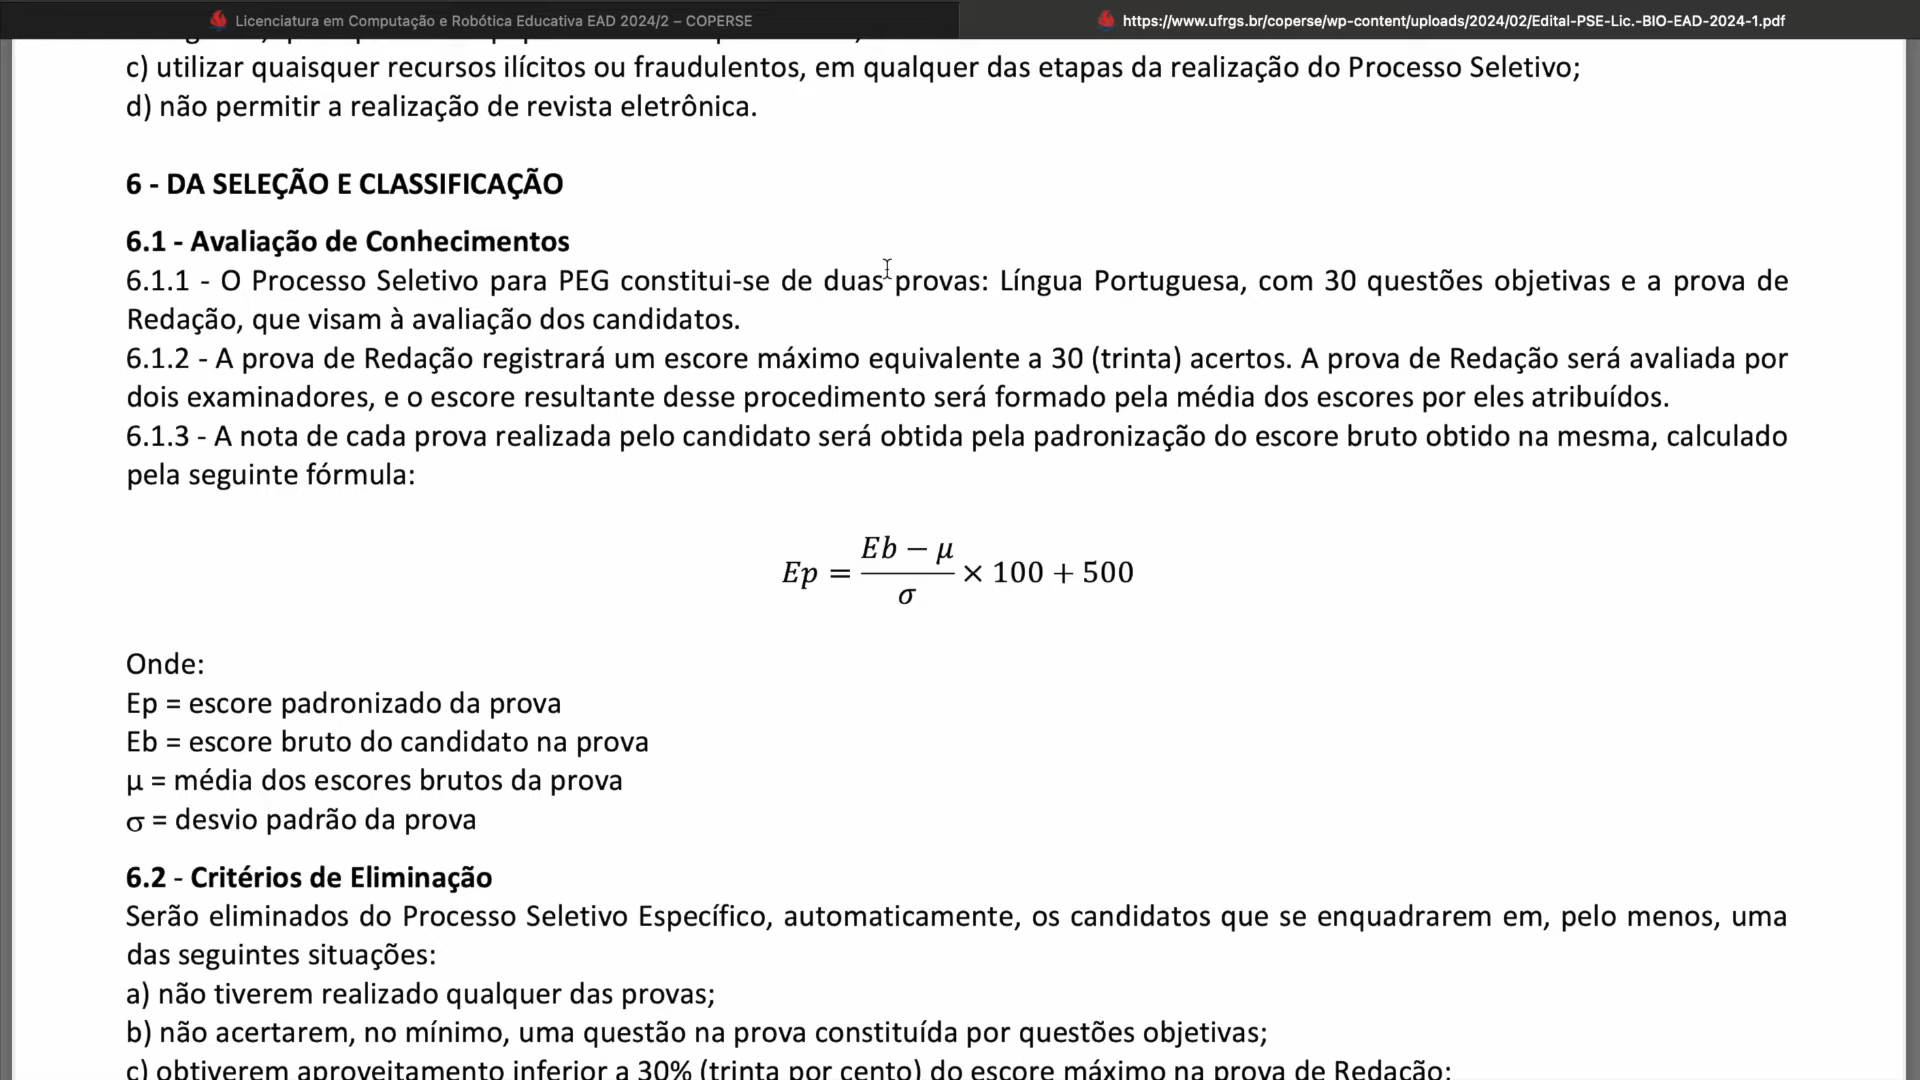 Licenciatura em Computação e Robótica Educativa EAD 2024/2 – COPERSE
https://www.ufrgs.br/coperse/wp-content/uploads/2024/02/Edital-PSE-Lic.-BIO-EAD-2024-1.pdf
c) utilizar quaisquer recursos ilícitos ou fraudulentos, em qualquer das etapas da realização do Processo Seletivo;
d) não permitir a realização de revista eletrônica.
6 - DA SELEÇÃO E CLASSIFICAÇÃO
6.1 - Avaliação de Conhecimentos
6.1.1 - O Processo Seletivo para PEG constitui-se de duas provas: Língua Portuguesa, com 30 questões objetivas e a prova de
Redação, que visam à avaliação dos candidatos.
6.1.2 - A prova de Redação registrará um escore máximo equivalente a 30 (trinta) acertos. A prova de Redação será avaliada por
dois examinadores, e o escore resultante desse procedimento será formado pela média dos escores por eles atribuídos.
6.1.3 - A nota de cada prova realizada pelo candidato será obtida pela padronização do escore bruto obtido na mesma, calculado
pela seguinte fórmula:
Eb − μ
Ep = × 100 + 500
σ
Onde:
Ep = escore padronizado da prova
Eb = escore bruto do candidato na prova
μ = média dos escores brutos da prova
σ = desvio padrão da prova
6.2 - Critérios de Eliminação
Serão eliminados do Processo Seletivo Específico, automaticamente, os candidatos que se enquadrarem em, pelo menos, uma
das seguintes situações:
a) não tiverem realizado qualquer das provas;
b) não acertarem, no mínimo, uma questão na prova constituída por questões objetivas;
c) obtiverem aproveitamento inferior a 30% (trinta por cento) do escore máximo na prova de Redação;